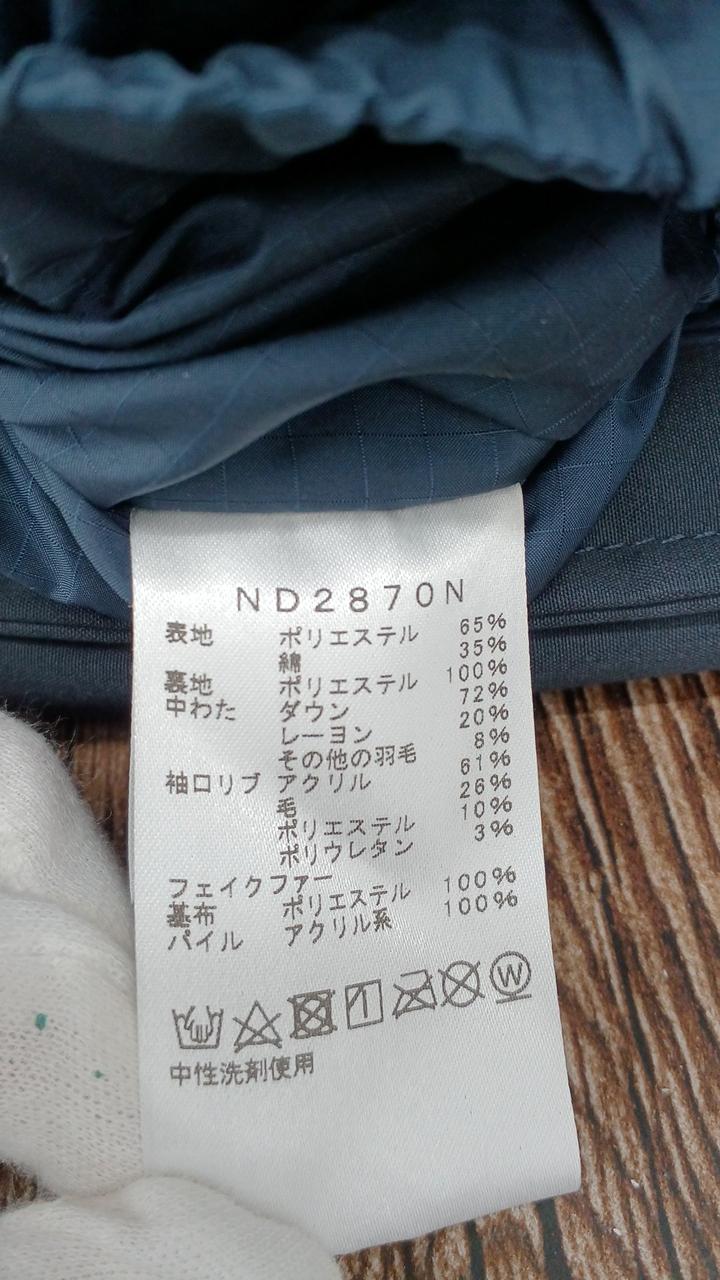 ND2870N
表地 ポリエステル 65%
綿 35%
裏地 ポリエステル 100%
中わた ダウン 72%
レーヨン 20%
その他の羽毛 8%
袖口リブ アクリル 61%
毛 26%
ポリエステル 10%
ポリウレタン 3%
フェイクファー
基布 ポリエステル 100%
パイル アクリル系 100%
W
中性洗剤使用